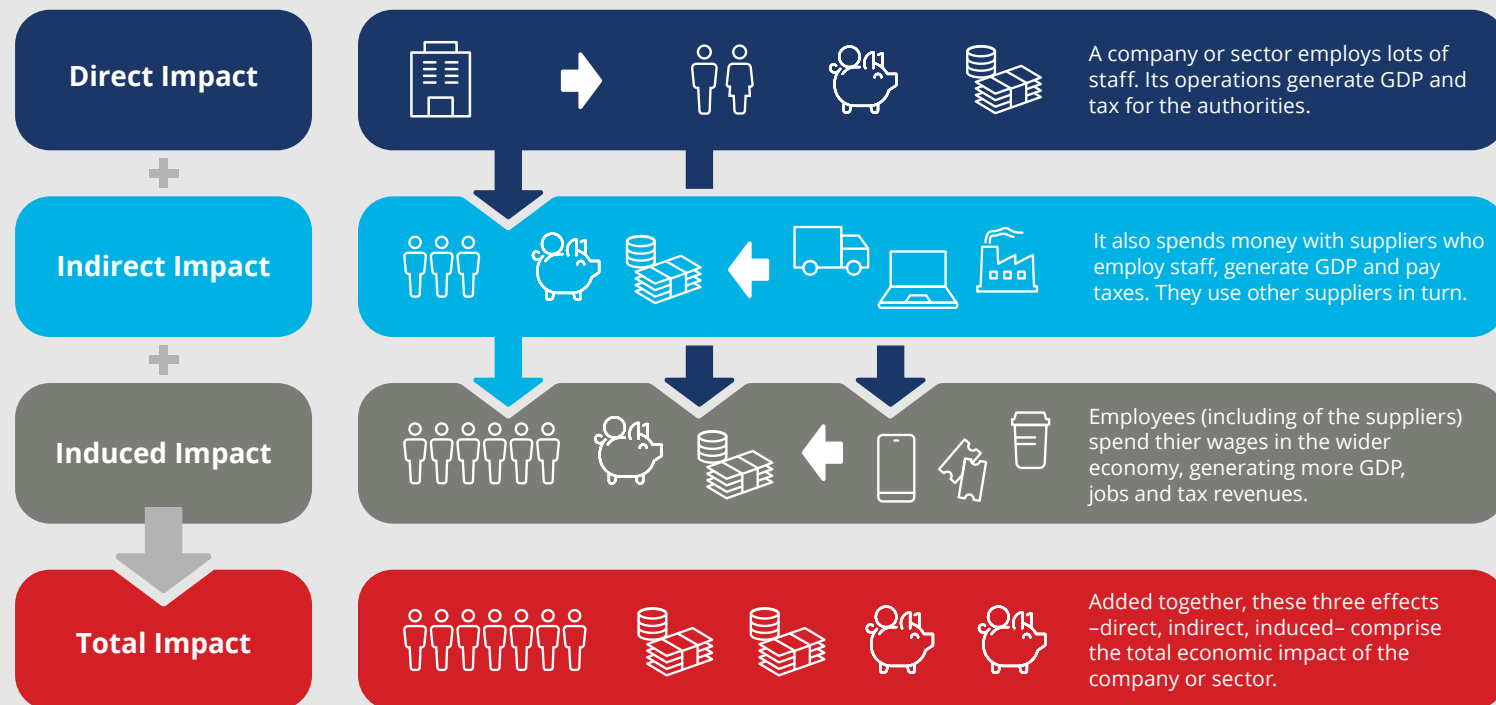 Direct Impact
A company or sector employs lots of
staff. Its operations generate GDP and
tax for the authorities.
Indirect Impact
It also spends money with suppliers who
employ staff, generate GDP and pay
taxes. They use other suppliers in turn.
Induced Impact
Employees (including of the suppliers)
spend thier wages in the wider
economy, generating more GDP,
jobs and tax revenues.
Total Impact
Added together, these three effects
–direct, indirect, induced– comprise
the total economic impact of the
company or sector.